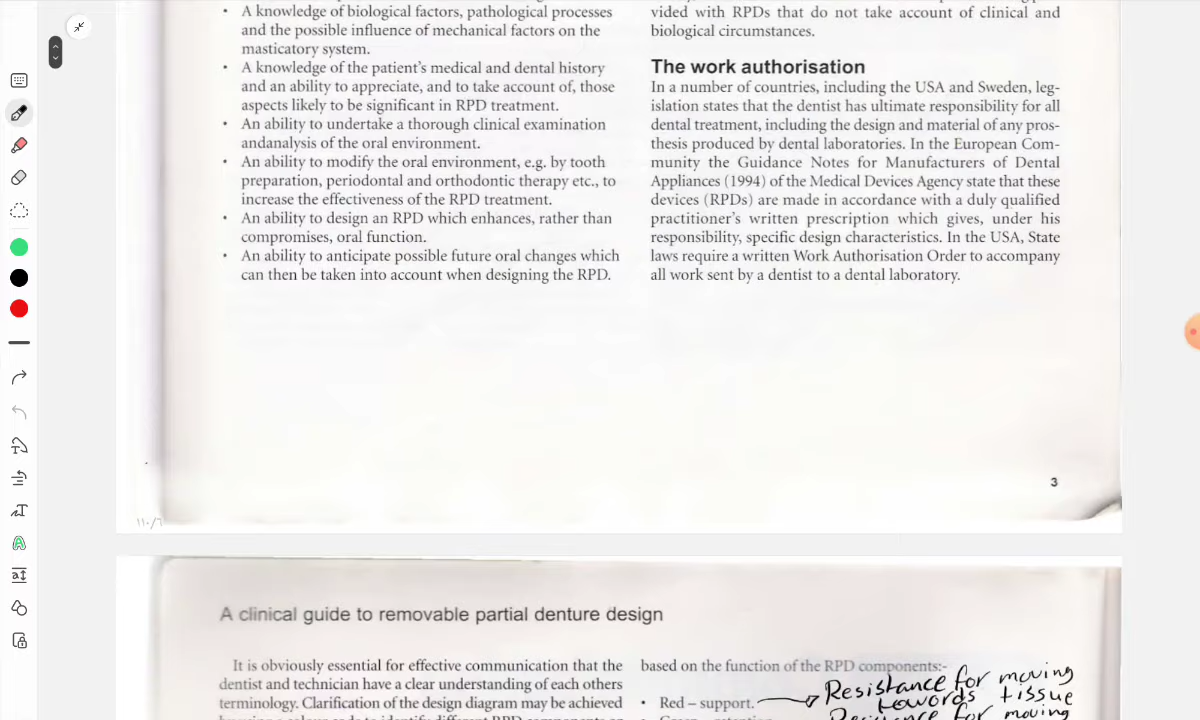 • A knowledge of biological factors, pathological processes
and the possible influence of mechanical factors on the
masticatory system.
• A knowledge of the patient's medical and dental history
and an ability to appreciate, and to take account of, those
aspects likely to be significant in RPD treatment.
• An ability to undertake a thorough clinical examination
andanalysis of the oral environment.
• An ability to modify the oral environment, e.g. by tooth
preparation, periodontal and orthodontic therapy etc., to
increase the effectiveness of the RPD treatment.
• An ability to design an RPD which enhances, rather than
compromises, oral function.
• An ability to anticipate possible future oral changes which
can then be taken into account when designing the RPD.
vided with RPDs that do not take account of clinical and
biological circumstances.
The work authorisation
In a number of countries, including the USA and Sweden, leg-
islation states that the dentist has ultimate responsibility for all
dental treatment, including the design and material of any pros-
thesis produced by dental laboratories. In the European Com-
munity the Guidance Notes for Manufacturers of Dental
Appliances (1994) of the Medical Devices Agency state that these
devices (RPDs) are made in accordance with a duly qualified
practitioner's written prescription which gives, under his
responsibility, specific design characteristics. In the USA, State
laws require a written Work Authorisation Order to accompany
all work sent by a dentist to a dental laboratory.
3
A clinical guide to removable partial denture design
It is obviously essential for effective communication that the
dentist and technician have a clear understanding of each others
terminology. Clarification of the design diagram may be achieved
based on the function of the RPD components:-
• Red – support.
Resistance for moving
towords tissue
for moving